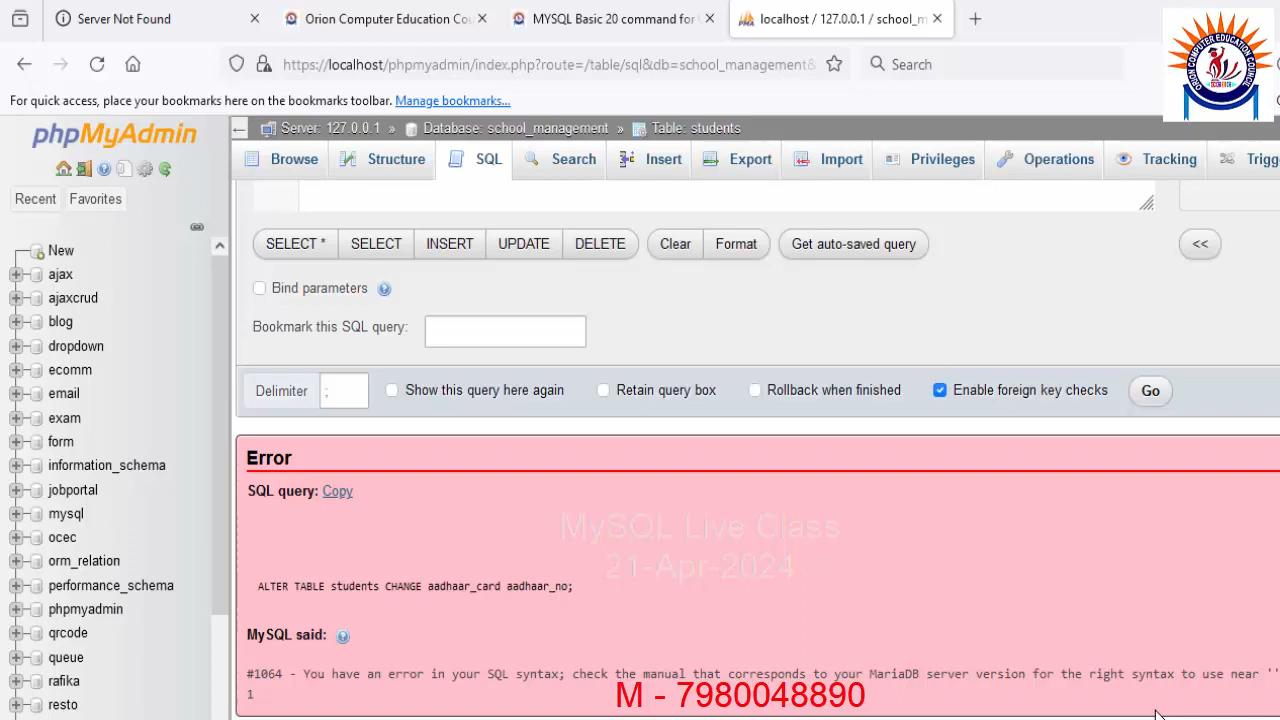 Server Not Found
Orion Computer Education Cou
MYSQL Basic 20 command for
localhost / 127.0.0.1 / school_m
https://localhost/phpmyadmin/index.php?route=/table/sql&db=school_management&
Search
For quick access, place your bookmarks here on the bookmarks toolbar. Manage bookmarks...
ORION COMPUTER EDUCATION COUNCIL
phpMyAdmin
Server: 127.0.0.1 » Database: school_management » Table: students
Browse Structure SQL Search Insert Export Import Privileges Operations Tracking Trigg
Recent Favorites
SELECT * SELECT INSERT UPDATE DELETE Clear Format Get auto-saved query <<
Bind parameters
Bookmark this SQL query:
Delimiter ; Show this query here again Retain query box Rollback when finished Enable foreign key checks Go
New
ajax
ajaxcrud
blog
dropdown
ecomm
email
exam
form
information_schema
jobportal
mysql
ocec
orm_relation
performance_schema
phpmyadmin
qrcode
queue
rafika
resto
Error
SQL query: Copy
MySQL Live Class
21-Apr-2024
ALTER TABLE students CHANGE aadhaar_card aadhaar_no;
MySQL said:
#1064 - You have an error in your SQL syntax; check the manual that corresponds to your MariaDB server version for the right syntax to use near ''
1
M - 7980048890